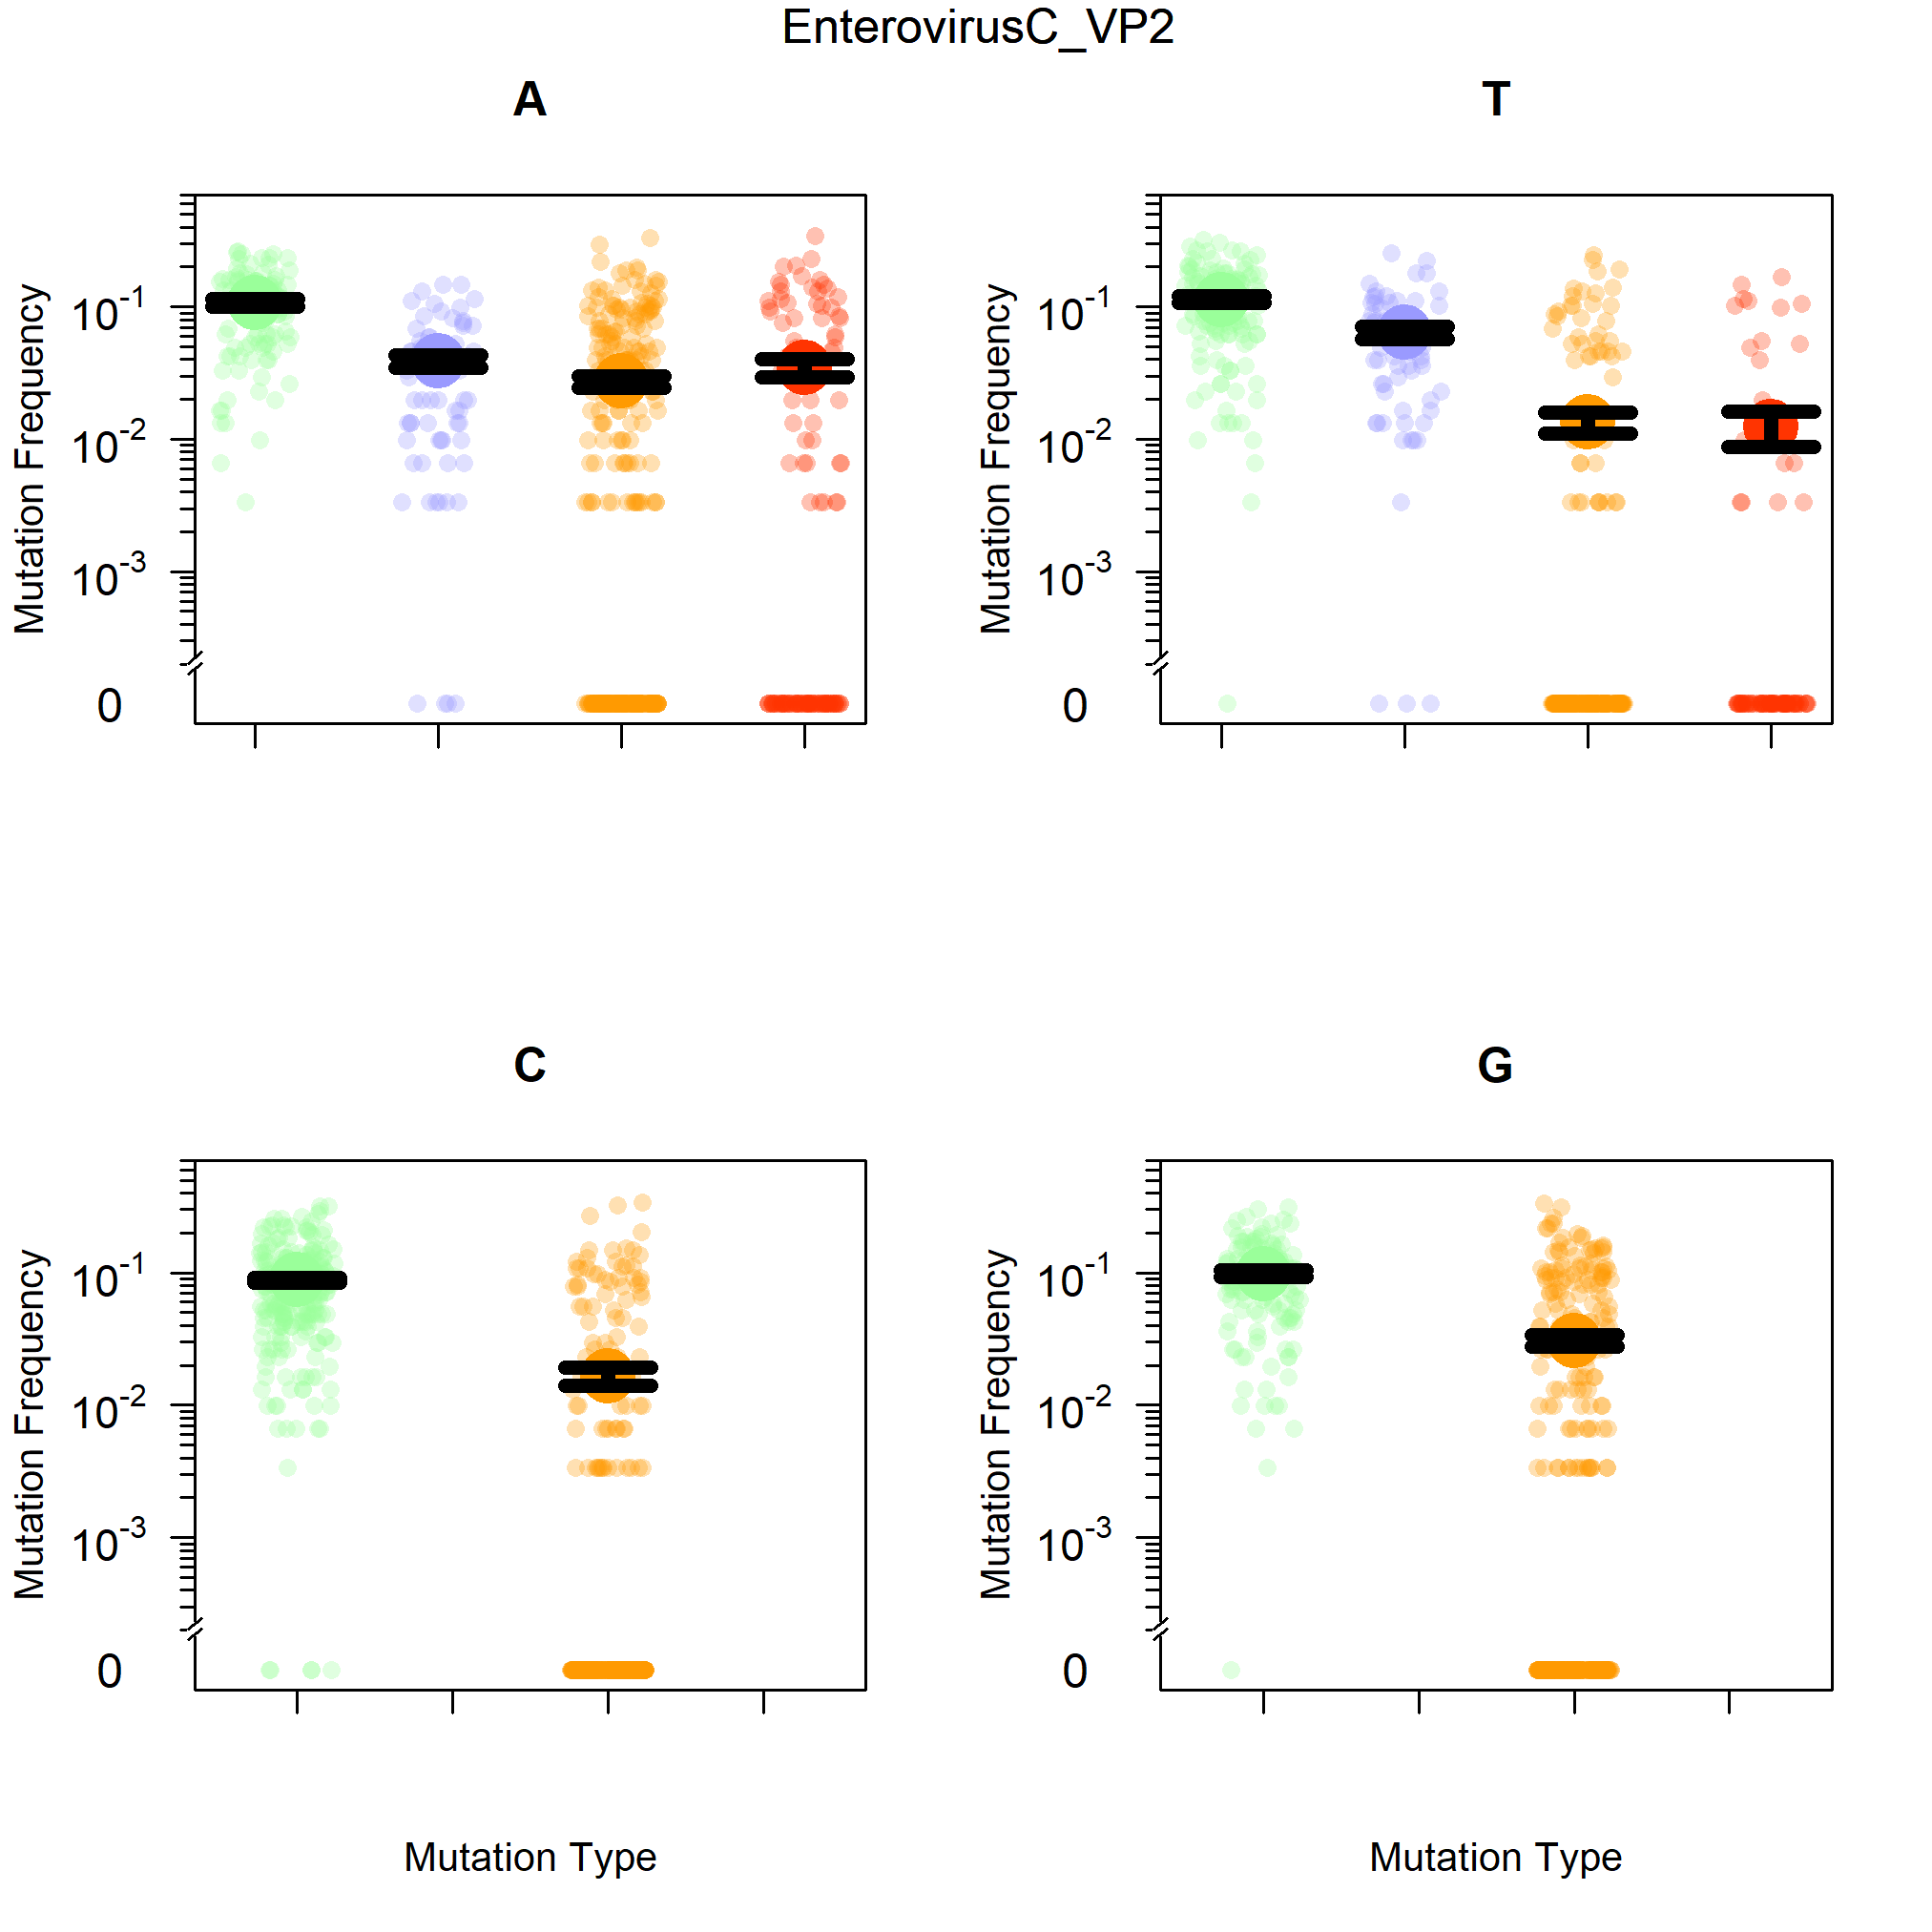 EnterovirusC_VP2
A
Mutation Frequency
10-1
10-2
10-3
0
T
Mutation Frequency
10-1
10-2
10-3
0
C
Mutation Frequency
10-1
10-2
10-3
0
Mutation Type
G
Mutation Frequency
10-1
10-2
10-3
0
Mutation Type